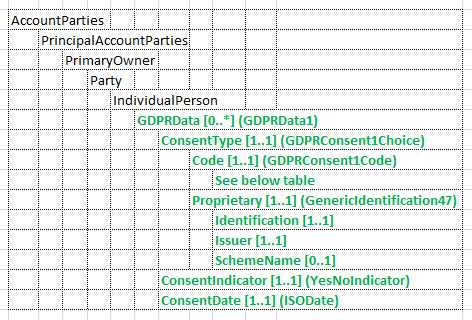 AccountParties
PrincipalAccountParties
PrimaryOwner
Party
IndividualPerson
GDPRData [0..*] (GDPRData1)
ConsentType [1..1] (GDPRConsent1Choice)
Code [1..1] (GDPRConsent1Code)
See below table
Proprietary [1..1] (GenericIdentification47)
Identification [1..1]
Issuer [1..1]
SchemeName [0..1]
ConsentIndicator [1..1] (YesNoIndicator)
ConsentDate [1..1] (ISODate)